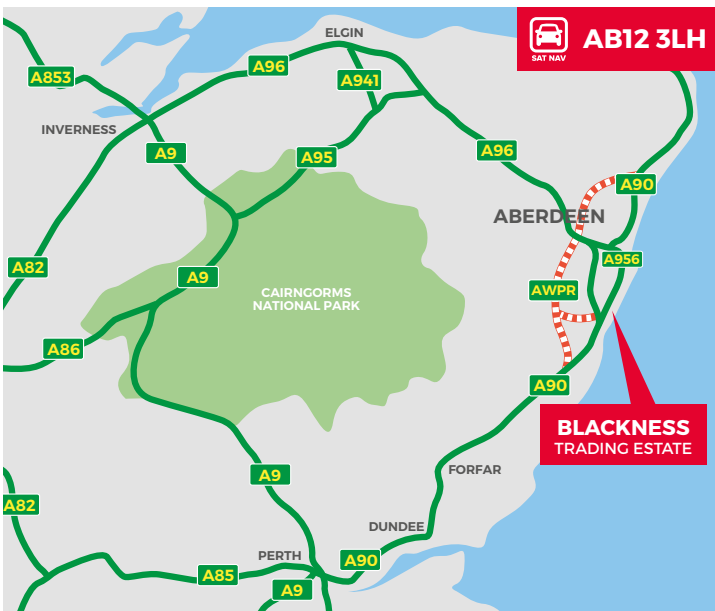 ELGIN
SAT NAV
AB12 3LH
A853
A96
A941
INVERNESS
A9
A95
A96
A90
ABERDEEN
A956
A82
A9
CAIRNGORMS
NATIONAL PARK
AWPR
A86
A90
BLACKNESS
TRADING ESTATE
A9
FORFAR
A82
DUNDEE
PERTH
A90
A85
A9